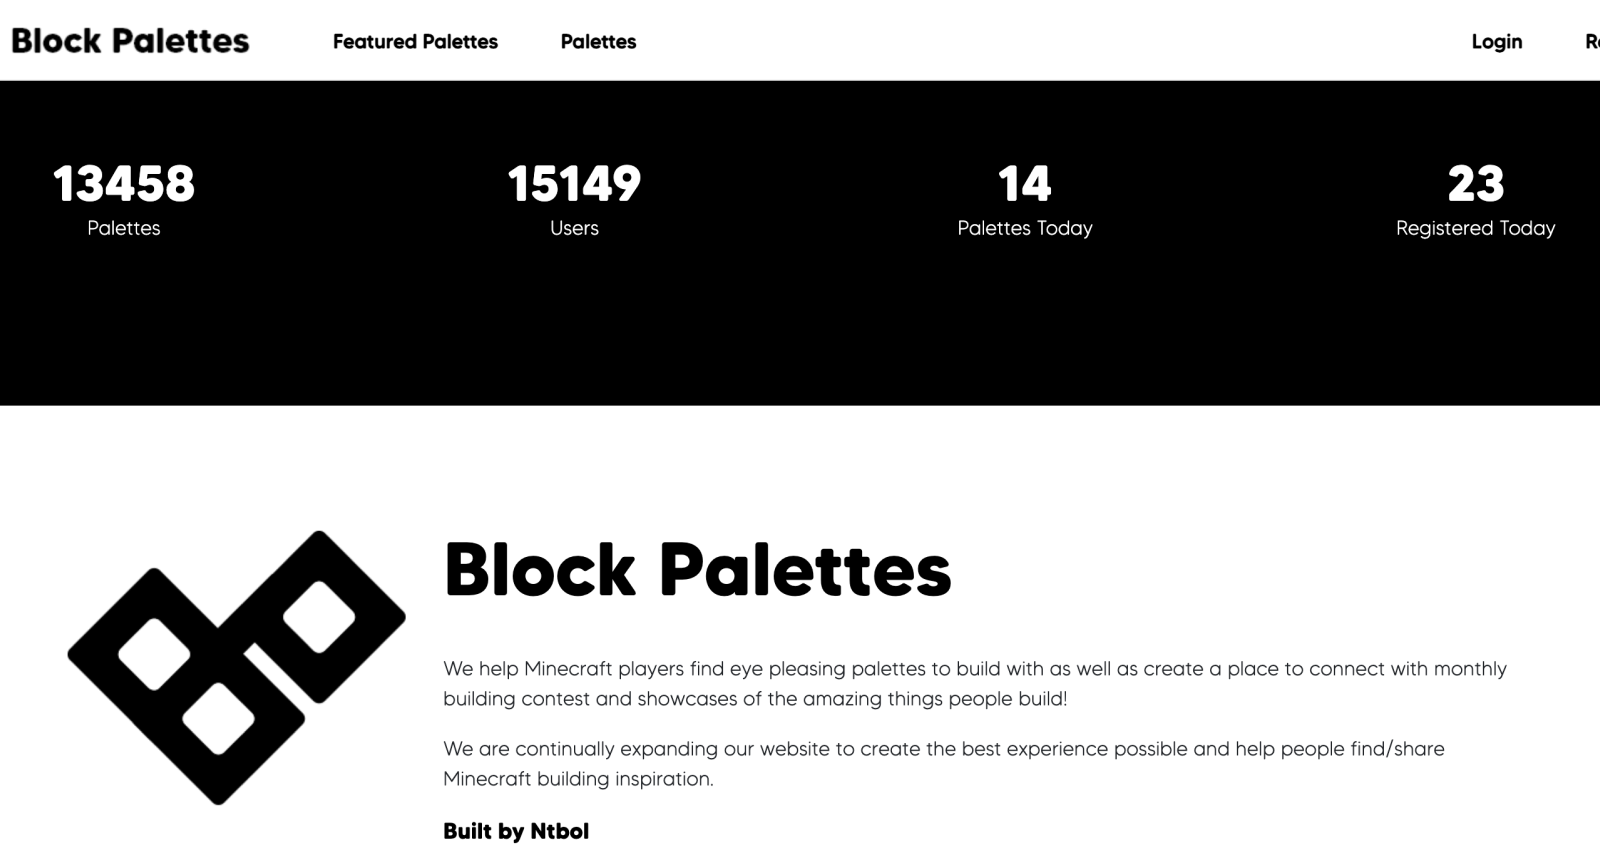 Block Palettes
Featured Palettes
Palettes
Login
13458
Palettes
15149
Users
14
Palettes Today
23
Registered Today
Block Palettes
We help Minecraft players find eye pleasing palettes to build with as well as create a place to connect with monthly
building contest and showcases of the amazing things people build!
We are continually expanding our website to create the best experience possible and help people find/share
Minecraft building inspiration.
Built by Ntbol